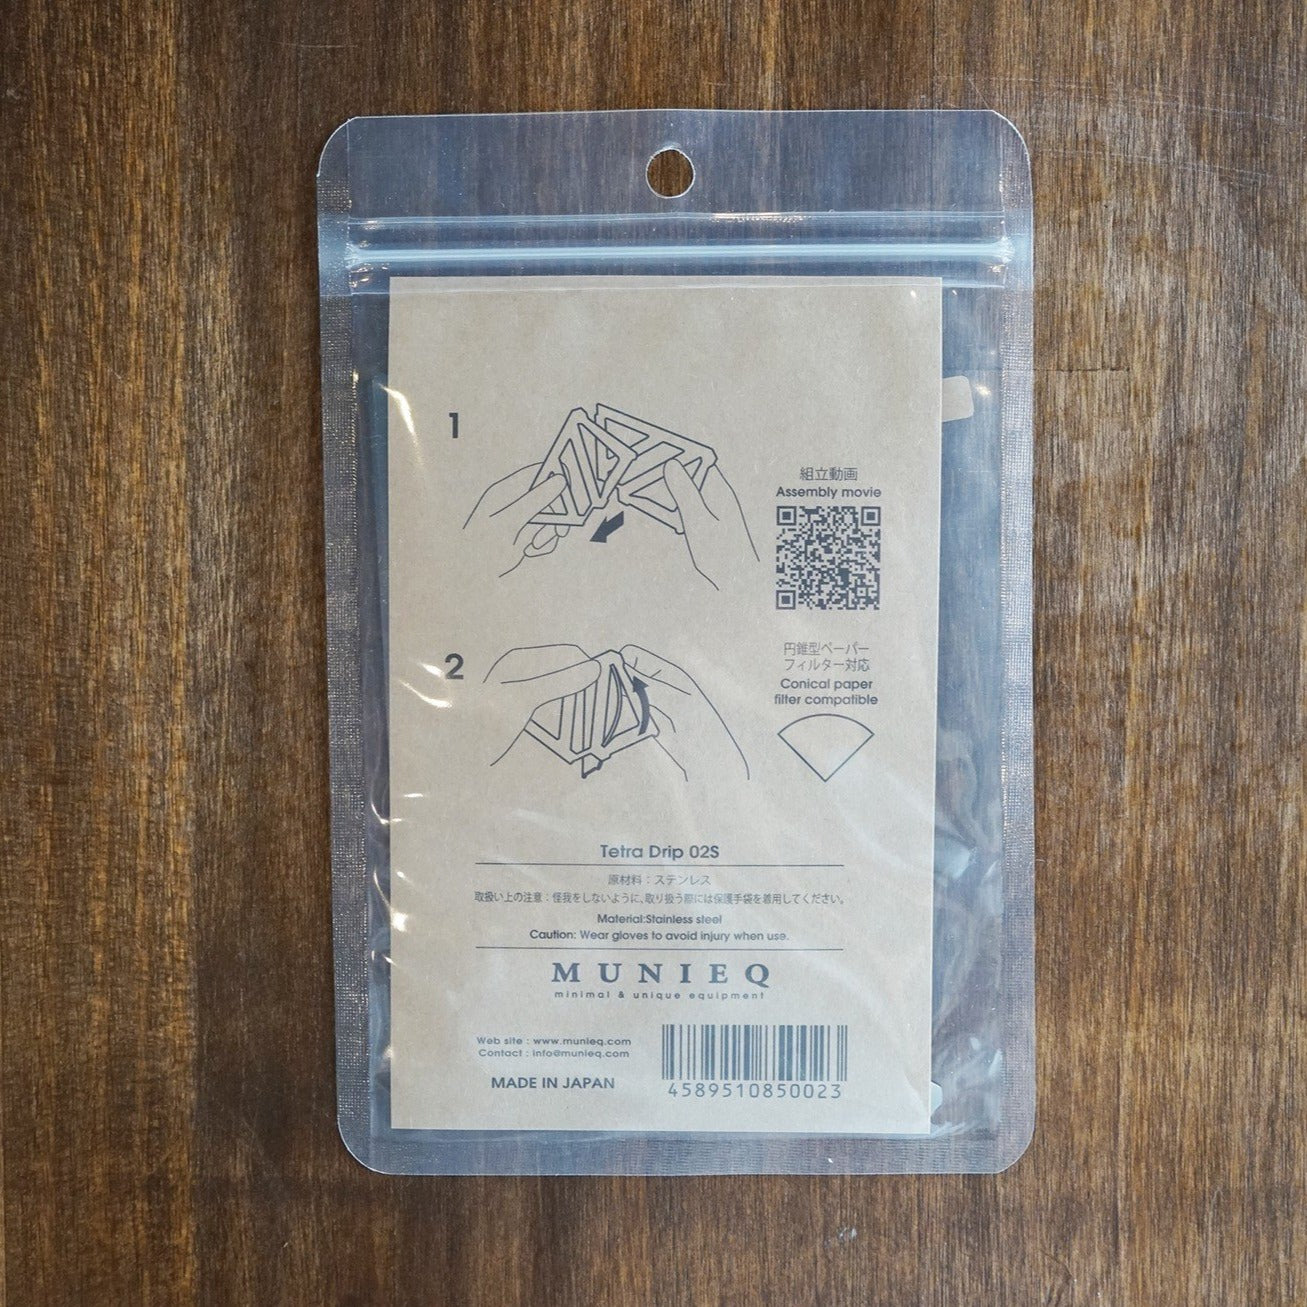 1
組立動画
Assembly movie
2
円錐型ペーパー
フィルター対応
Conical paper
filter compatible
Tetra Drip 02S
原材料：ステンレス
取扱い上の注意：怪我をしないように、取り扱う際には保護手袋を着用してください。
Material:Stainless steel
Caution: Wear gloves to avoid injury when use.
MUNIEQ
minimal & unique equipment
Web site : www.munieq.com
Contact : info@munieq.com
MADE IN JAPAN
4589510850023